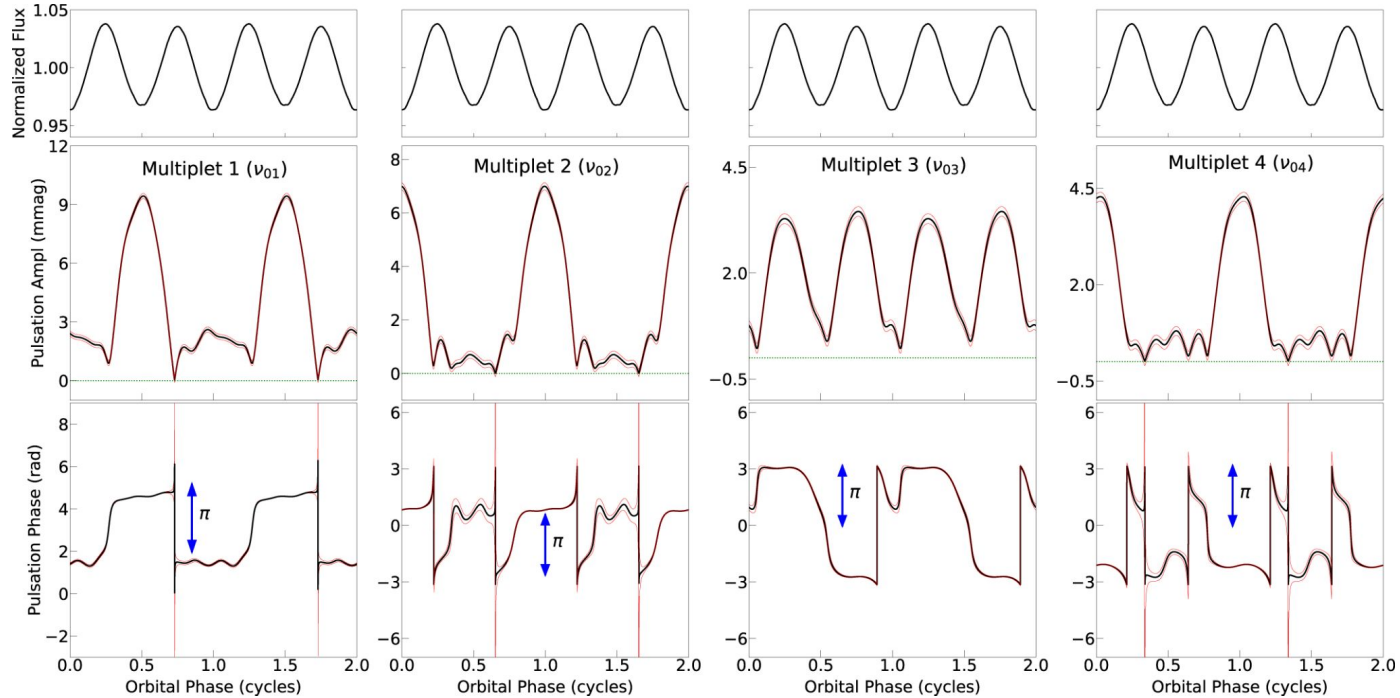 Normalized Flux
1.05
1.00
0.95
Pulsation Ampl (mmag)
12
9
6
3
0
Multiplet 1 (ν01)
8
6
4
2
0
Multiplet 2 (ν02)
4.5
2.0
−0.5
Multiplet 3 (ν03)
4.5
2.0
−0.5
Multiplet 4 (ν04)
Pulsation Phase (rad)
8
6
4
2
0
−2
π
6
3
0
−3
−6
π
6
3
0
−3
−6
π
6
3
0
−3
−6
π
0.0 0.5 1.0 1.5 2.0
0.0 0.5 1.0 1.5 2.0
0.0 0.5 1.0 1.5 2.0
0.0 0.5 1.0 1.5 2.0
Orbital Phase (cycles)
Orbital Phase (cycles)
Orbital Phase (cycles)
Orbital Phase (cycles)